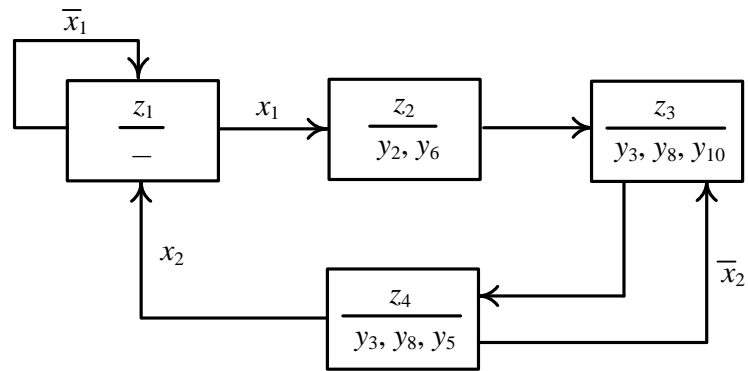 x̅₁
z₁
–
x₁
z₂
y₂, y₆
z₃
y₃, y₈, y₁₀
x₂
z₄
y₃, y₈, y₅
x̅₂